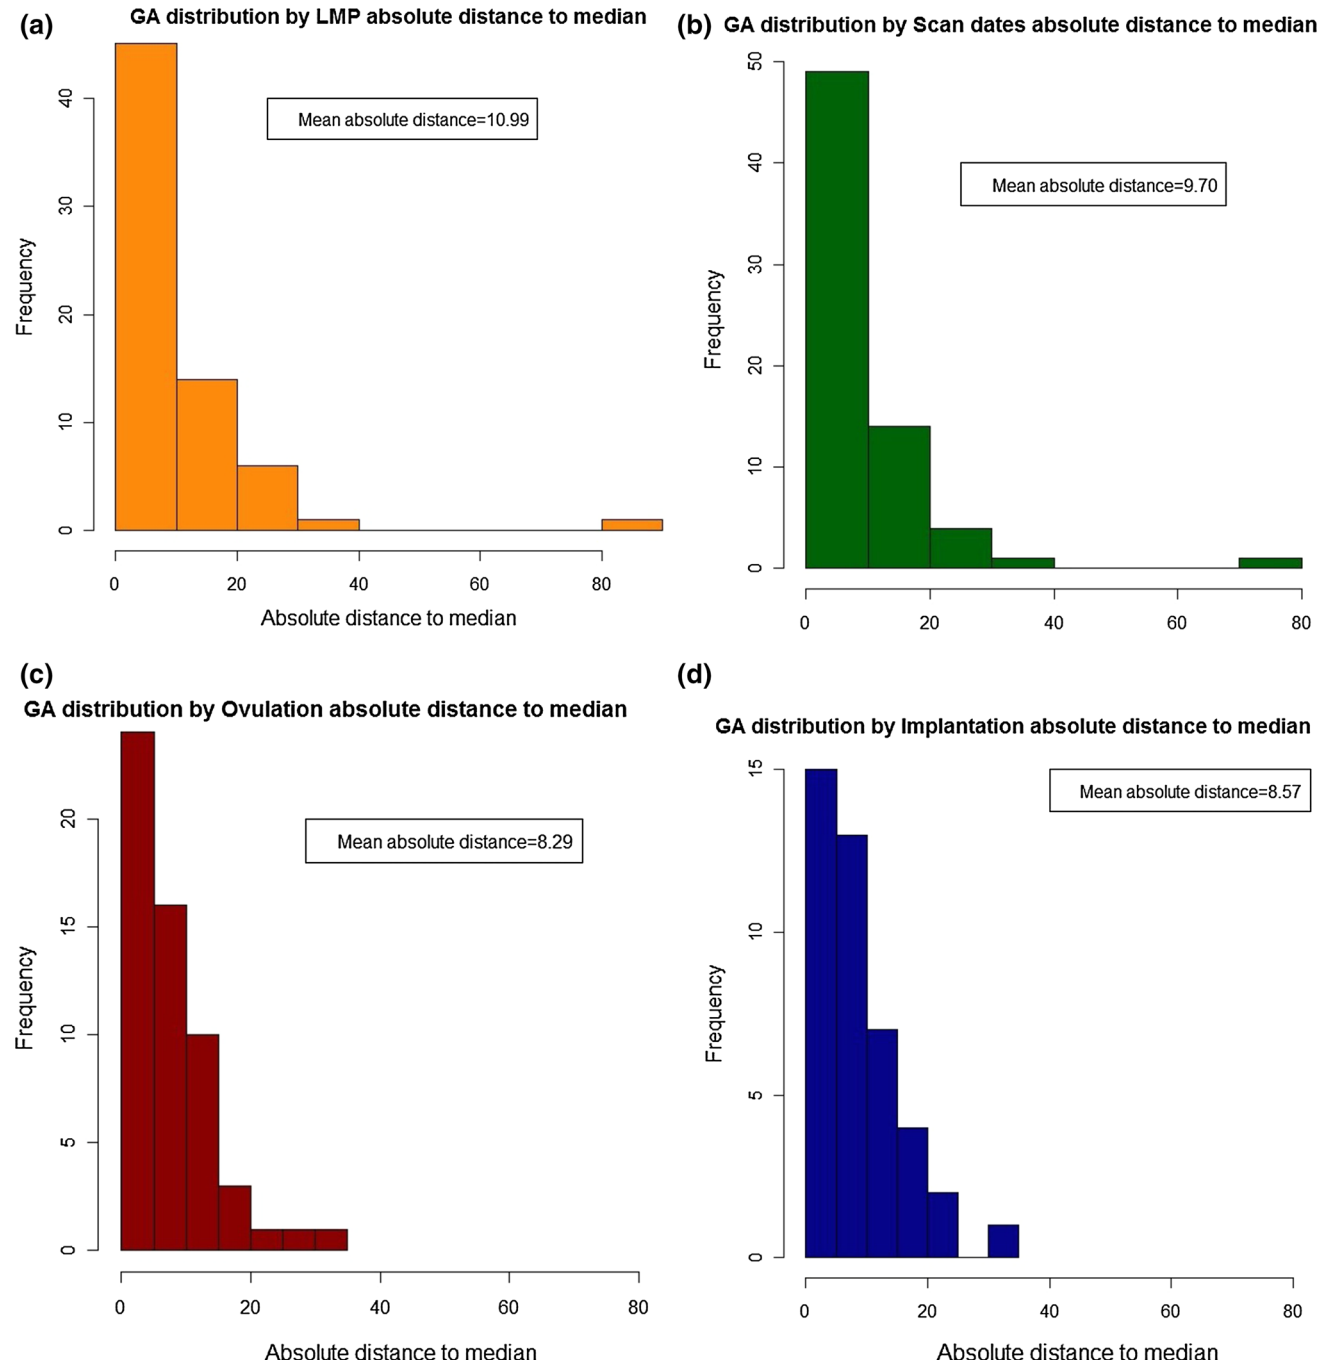 (a)
GA distribution by LMP absolute distance to median
Mean absolute distance=10.99
Frequency
0
10
20
30
40
0 20 40 60 80
Absolute distance to median
(b)
GA distribution by Scan dates absolute distance to median
Mean absolute distance=9.70
Frequency
0
10
20
30
40
50
0 20 40 60 80
(c)
GA distribution by Ovulation absolute distance to median
Mean absolute distance=8.29
Frequency
0
5
10
15
20
0 20 40 60 80
Absolute distance to median
(d)
GA distribution by Implantation absolute distance to median
Mean absolute distance=8.57
Frequency
0
5
10
15
0 20 40 60 80
Absolute distance to median